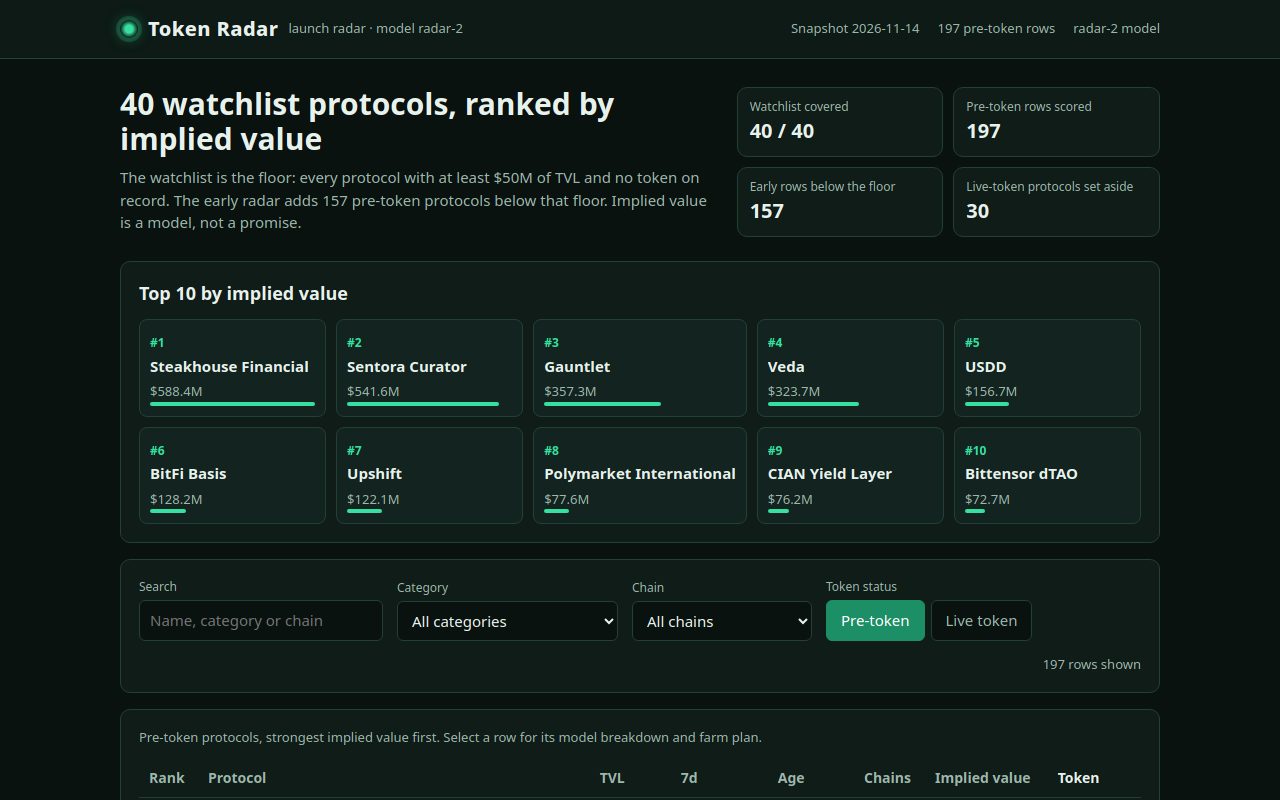 Token Radar launch radar · model radar-2
Snapshot 2026-11-14 197 pre-token rows radar-2 model
40 watchlist protocols, ranked by
implied value
The watchlist is the floor: every protocol with at least $50M of TVL and no token on
record. The early radar adds 157 pre-token protocols below that floor. Implied value
is a model, not a promise.
Watchlist covered
40 / 40
Pre-token rows scored
197
Early rows below the floor
157
Live-token protocols set aside
30
Top 10 by implied value
#1
Steakhouse Financial
$588.4M
#2
Sentora Curator
$541.6M
#3
Gauntlet
$357.3M
#4
Veda
$323.7M
#5
USDD
$156.7M
#6
BitFi Basis
$128.2M
#7
Upshift
$122.1M
#8
Polymarket International
$77.6M
#9
CIAN Yield Layer
$76.2M
#10
Bittensor dTAO
$72.7M
Search
Name, category or chain
Category
All categories
Chain
All chains
Token status
Pre-token Live token
197 rows shown
Pre-token protocols, strongest implied value first. Select a row for its model breakdown and farm plan.
Rank Protocol TVL 7d Age Chains Implied value Token